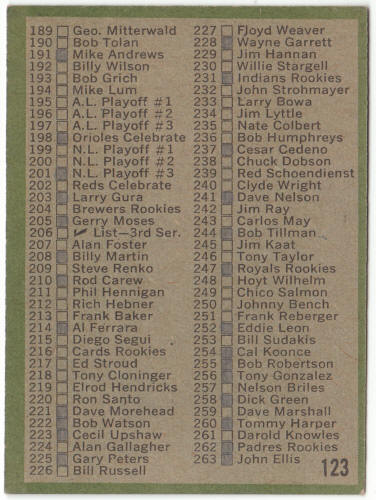 189 Geo. Mitterwald
190 Bob Tolan
191 Mike Andrews
192 Billy Wilson
193 Bob Grich
194 Mike Lum
195 A.L. Playoff #1
196 A.L. Playoff #2
197 A.L. Playoff #3
198 Orioles Celebrate
199 N.L. Playoff #1
200 N.L. Playoff #2
201 N.L. Playoff #3
202 Reds Celebrate
203 Larry Gura
204 Brewers Rookies
205 Gerry Moses
206 ✔ List—3rd Ser.
207 Alan Foster
208 Billy Martin
209 Steve Renko
210 Rod Carew
211 Phil Hennigan
212 Rich Hebner
213 Frank Baker
214 Al Ferrara
215 Diego Segui
216 Cards Rookies
217 Ed Stroud
218 Tony Cloninger
219 Elrod Hendricks
220 Ron Santo
221 Dave Morehead
222 Bob Watson
223 Cecil Upshaw
224 Alan Gallagher
225 Gary Peters
226 Bill Russell
227 Floyd Weaver
228 Wayne Garrett
229 Jim Hannan
230 Willie Stargell
231 Indians Rookies
232 John Strohmayer
233 Larry Bowa
234 Jim Lyttle
235 Nate Colbert
236 Bob Humphreys
237 Cesar Cedeno
238 Chuck Dobson
239 Red Schoendienst
240 Clyde Wright
241 Dave Nelson
242 Jim Ray
243 Carlos May
244 Bob Tillman
245 Jim Kaat
246 Tony Taylor
247 Royals Rookies
248 Hoyt Wilhelm
249 Chico Salmon
250 Johnny Bench
251 Frank Reberger
252 Eddie Leon
253 Bill Sudakis
254 Cal Koonce
255 Bob Robertson
256 Tony Gonzalez
257 Nelson Briles
258 Dick Green
259 Dave Marshall
260 Tommy Harper
261 Darold Knowles
262 Padres Rookies
263 John Ellis
123